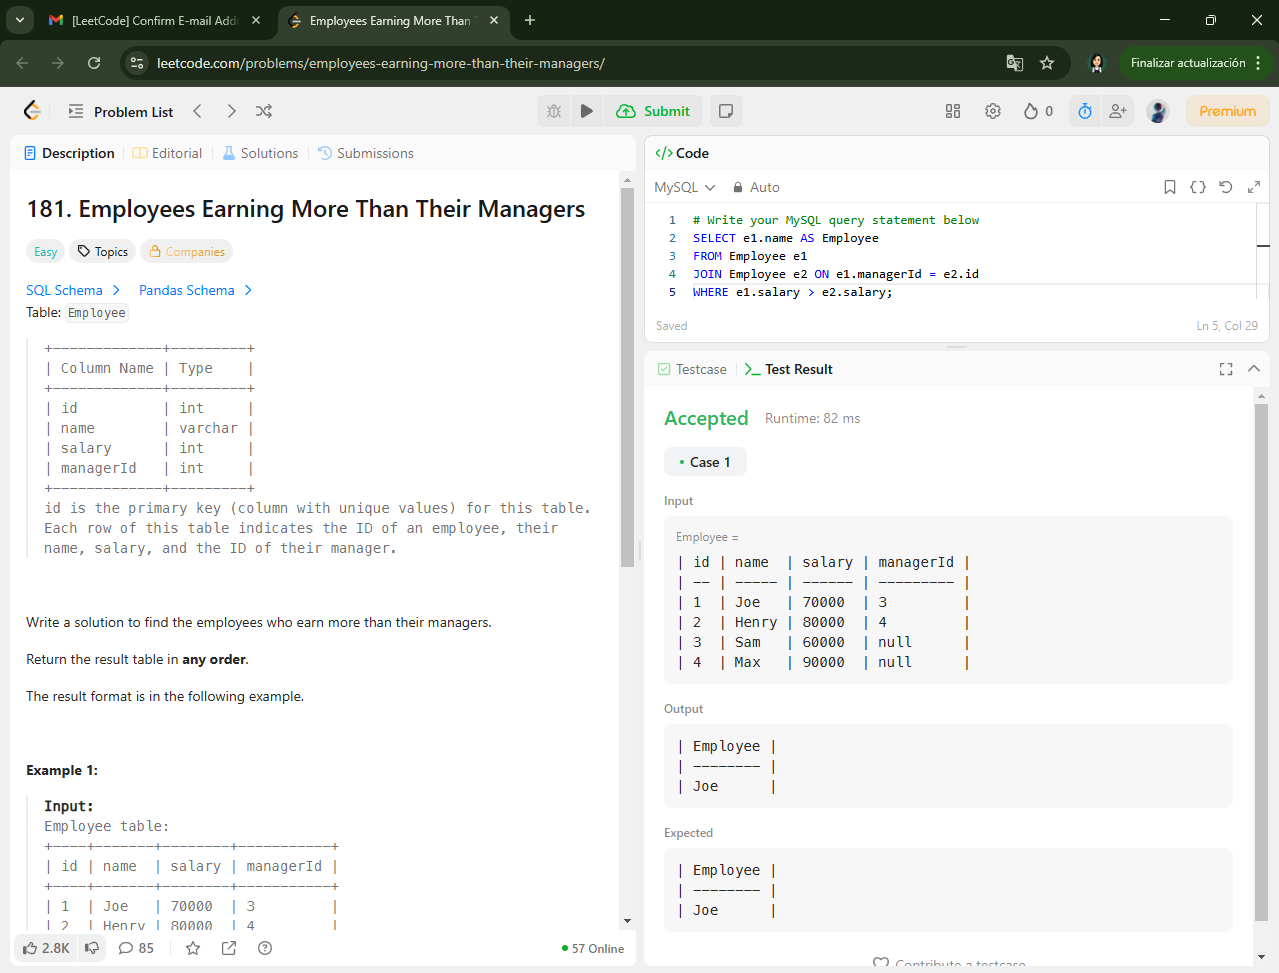 [LeetCode] Confirm E-mail Add
Employees Earning More Than T
leetcode.com/problems/employees-earning-more-than-their-managers/
Finalizar actualización
Problem List
Submit
0
Premium
Description
Editorial
Solutions
Submissions
181. Employees Earning More Than Their Managers
Easy
Topics
Companies
SQL Schema
Pandas Schema
Table: Employee
+-------------+---------+
| Column Name | Type    |
+-------------+---------+
| id          | int     |
| name        | varchar |
| salary      | int     |
| managerId   | int     |
+-------------+---------+
id is the primary key (column with unique values) for this table.
Each row of this table indicates the ID of an employee, their
name, salary, and the ID of their manager.
Write a solution to find the employees who earn more than their managers.
Return the result table in any order.
The result format is in the following example.
Example 1:
Input:
Employee table:
+----+-------+--------+-----------+
| id | name  | salary | managerId |
+----+-------+--------+-----------+
| 1  | Joe   | 70000  | 3         |
| 2  | Henry | 80000  | 4         |
2.8K
85
57 Online
</> Code
MySQL
Auto
1 # Write your MySQL query statement below
2 SELECT e1.name AS Employee
3 FROM Employee e1
4 JOIN Employee e2 ON e1.managerId = e2.id
5 WHERE e1.salary > e2.salary;
Saved
Ln 5, Col 29
Testcase
Test Result
Accepted
Runtime: 82 ms
Case 1
Input
Employee =
| id | name  | salary | managerId |
| -- | ----- | ------ | --------- |
| 1  | Joe   | 70000  | 3         |
| 2  | Henry | 80000  | 4         |
| 3  | Sam   | 60000  | null      |
| 4  | Max   | 90000  | null      |
Output
| Employee |
| -------- |
| Joe      |
Expected
| Employee |
| -------- |
| Joe      |
Contribute a testcase